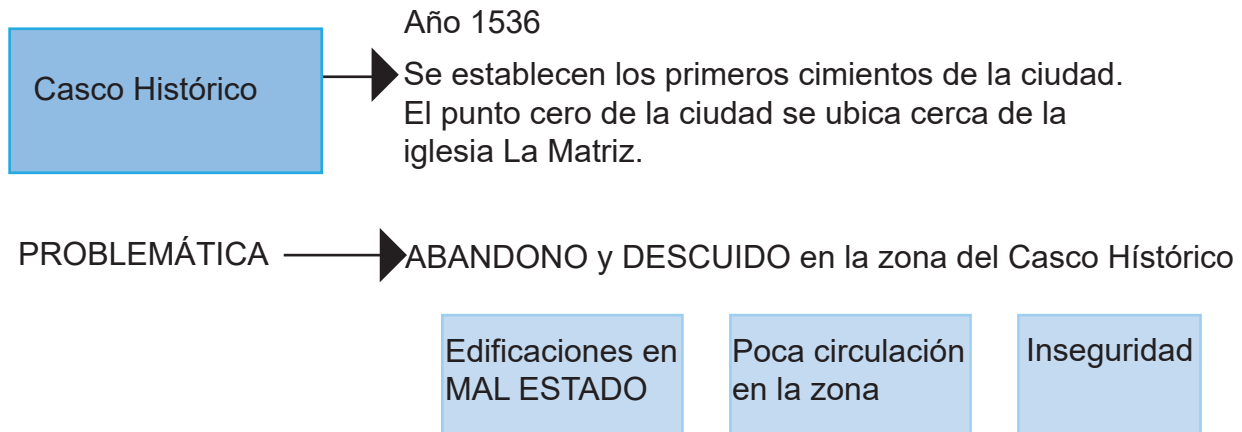 Año 1536
Casco Histórico
Se establecen los primeros cimientos de la ciudad.
El punto cero de la ciudad se ubica cerca de la
iglesia La Matriz.
PROBLEMÁTICA
ABANDONO y DESCUIDO en la zona del Casco Hístórico
Edificaciones en
MAL ESTADO
Poca circulación
en la zona
Inseguridad